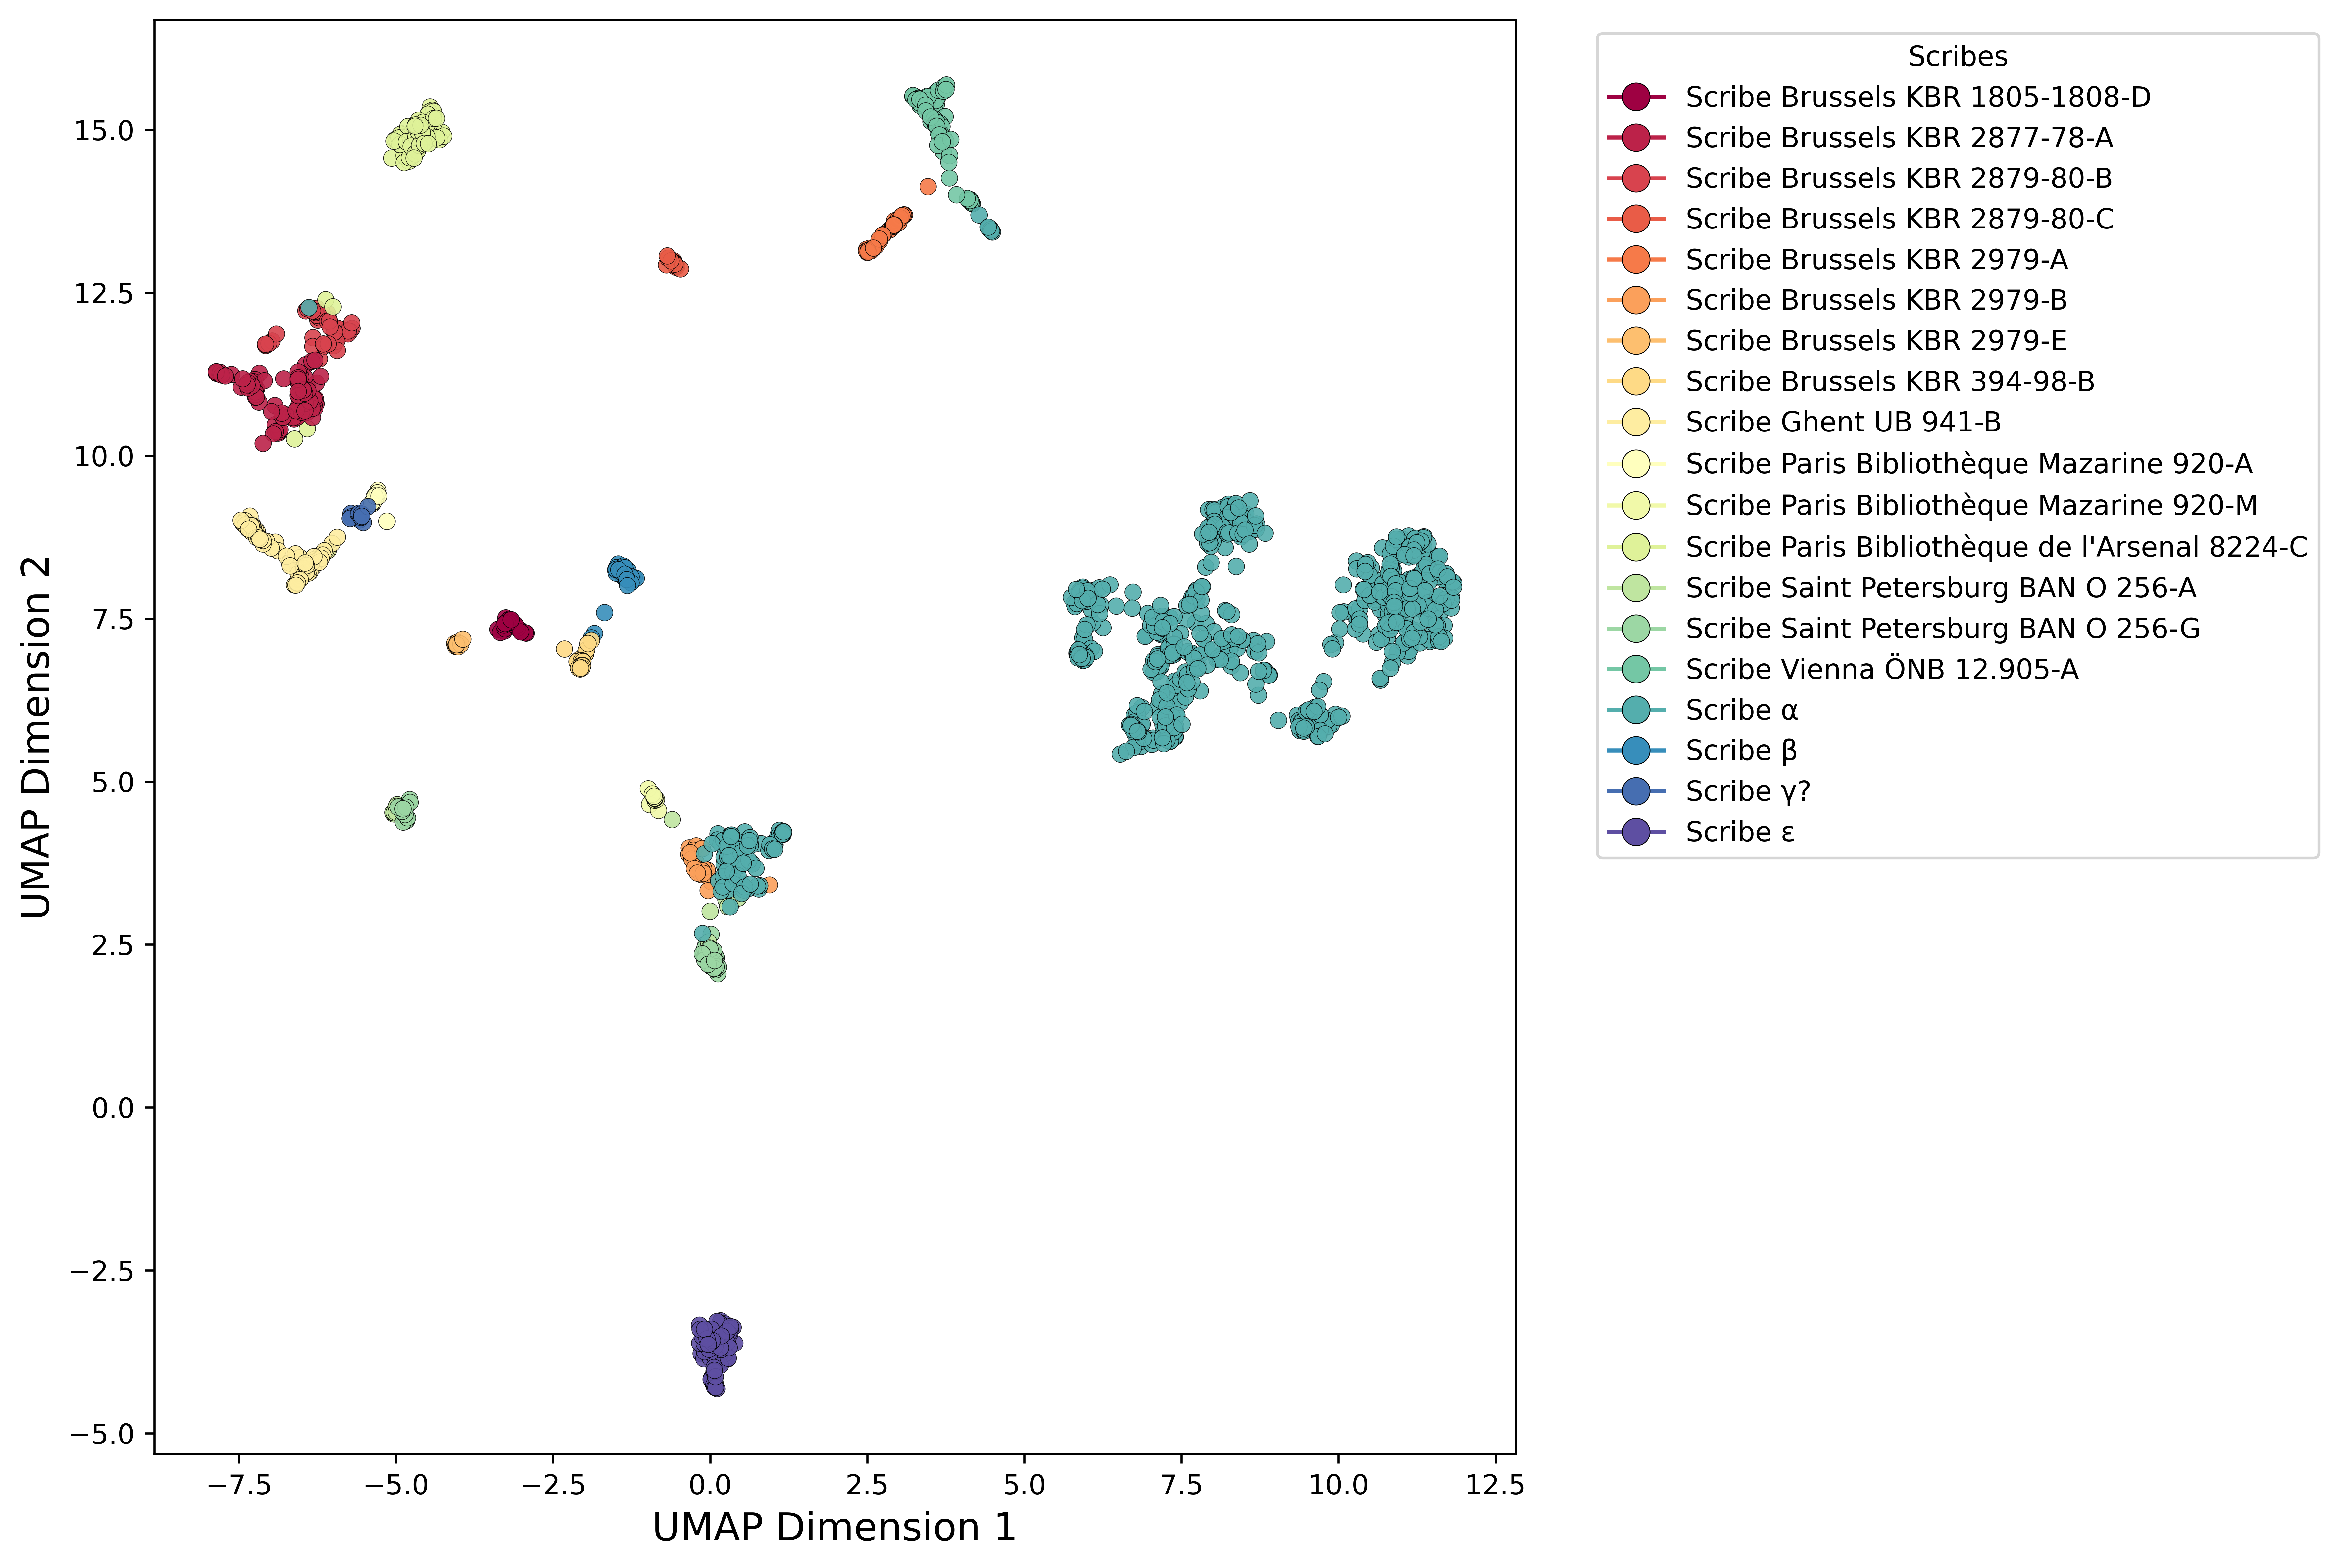 Scribes
Scribe Brussels KBR 1805-1808-D
Scribe Brussels KBR 2877-78-A
Scribe Brussels KBR 2879-80-B
Scribe Brussels KBR 2879-80-C
Scribe Brussels KBR 2979-A
Scribe Brussels KBR 2979-B
Scribe Brussels KBR 2979-E
Scribe Brussels KBR 394-98-B
Scribe Ghent UB 941-B
Scribe Paris Bibliothèque Mazarine 920-A
Scribe Paris Bibliothèque Mazarine 920-M
Scribe Paris Bibliothèque de l'Arsenal 8224-C
Scribe Saint Petersburg BAN O 256-A
Scribe Saint Petersburg BAN O 256-G
Scribe Vienna ÖNB 12.905-A
Scribe α
Scribe β
Scribe γ?
Scribe ε
UMAP Dimension 2
15.0
12.5
10.0
7.5
5.0
2.5
0.0
−2.5
−5.0
−7.5 −5.0 −2.5 0.0 2.5 5.0 7.5 10.0 12.5
UMAP Dimension 1